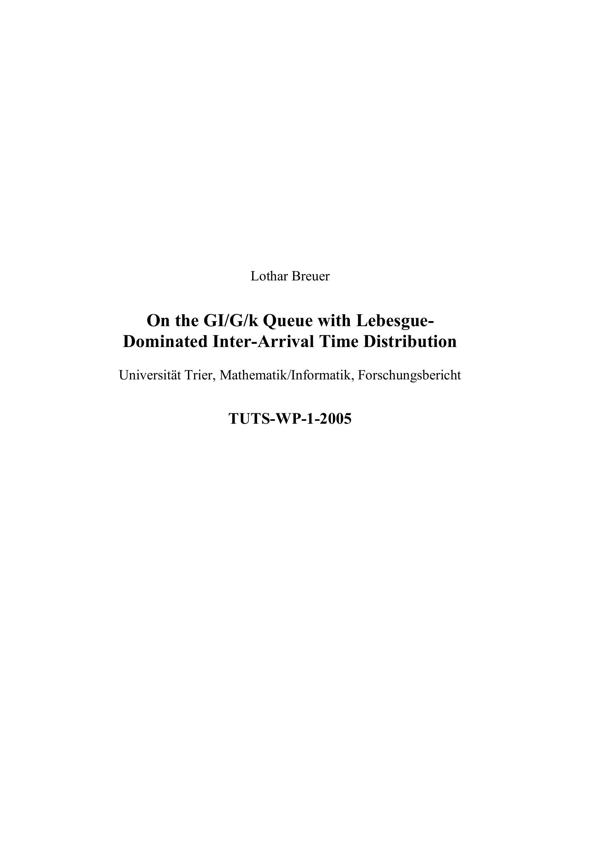 Lothar Breuer
On the GI/G/k Queue with Lebesgue-
Dominated Inter-Arrival Time Distribution
Universität Trier, Mathematik/Informatik, Forschungsbericht
TUTS-WP-1-2005